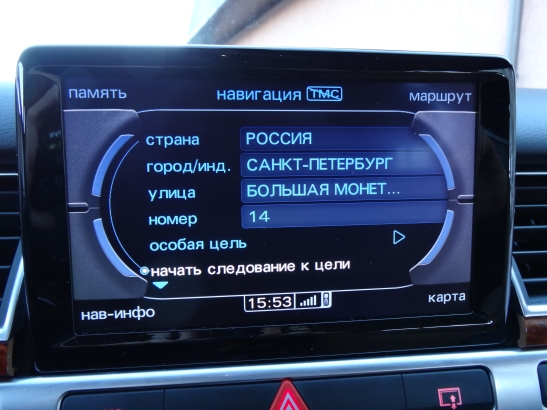 память навигация TMC маршрут
страна РОССИЯ
город/инд. САНКТ-ПЕТЕРБУРГ
улица БОЛЬШАЯ МОНЕТ...
номер 14
особая цель
начать следование к цели
нав-инфо 15:53 карта